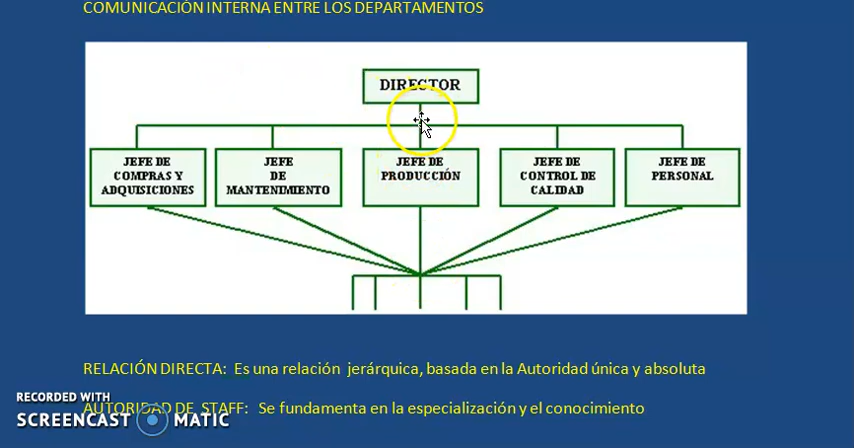 COMUNICACIÓN INTERNA ENTRE LOS DEPARTAMENTOS
DIRECTOR
JEFE DE
COMPRAS Y
ADQUISICIONES
JEFE
DE
MANTENIMIENTO
JEFE DE
PRODUCCIÓN
JEFE DE
CONTROL DE
CALIDAD
JEFE DE
PERSONAL
RELACIÓN DIRECTA: Es una relación jerárquica, basada en la Autoridad única y absoluta
AUTORIDAD DE STAFF: Se fundamenta en la especialización y el conocimiento
RECORDED WITH
SCREENCAST MATIC